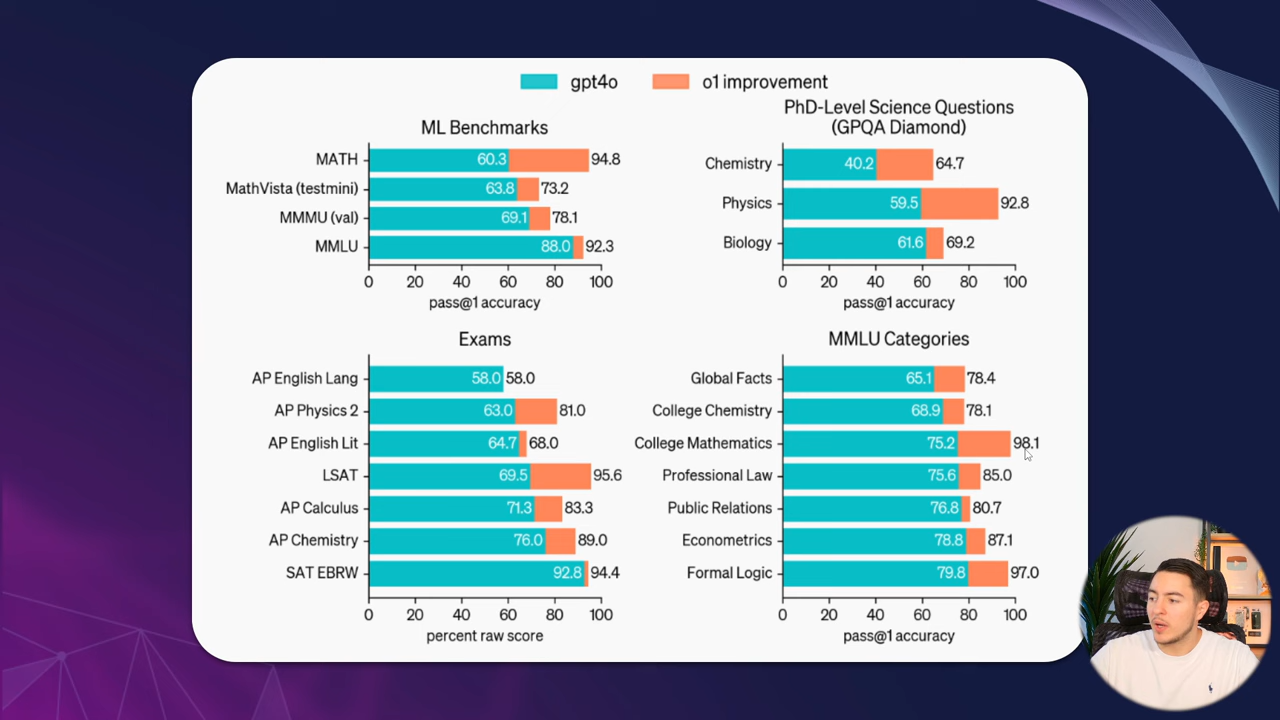 gpt4o
o1 improvement
ML Benchmarks
MATH 60.3 94.8
MathVista (testmini) 63.8 73.2
MMMU (val) 69.1 78.1
MMLU 88.0 92.3
0 20 40 60 80 100
pass@1 accuracy
PhD-Level Science Questions
(GPQA Diamond)
Chemistry 40.2 64.7
Physics 59.5 92.8
Biology 61.6 69.2
0 20 40 60 80 100
pass@1 accuracy
Exams
AP English Lang 58.0 58.0
AP Physics 2 63.0 81.0
AP English Lit 64.7 68.0
LSAT 69.5 95.6
AP Calculus 71.3 83.3
AP Chemistry 76.0 89.0
SAT EBRW 92.8 94.4
0 20 40 60 80 100
percent raw score
MMLU Categories
Global Facts 65.1 78.4
College Chemistry 68.9 78.1
College Mathematics 75.2 98.1
Professional Law 75.6 85.0
Public Relations 76.8 80.7
Econometrics 78.8 87.1
Formal Logic 79.8 97.0
0 20 40 60 80 100
pass@1 accuracy